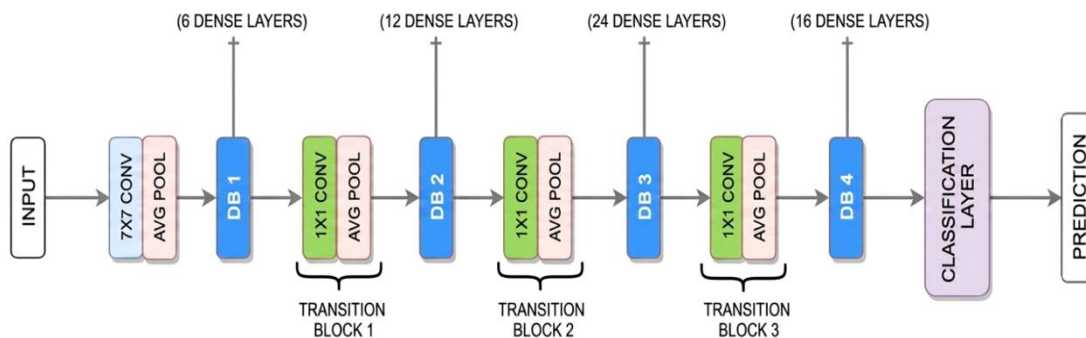 (6 DENSE LAYERS)
(12 DENSE LAYERS)
(24 DENSE LAYERS)
(16 DENSE LAYERS)
INPUT
7X7 CONV
AVG POOL
DB 1
1X1 CONV
AVG POOL
DB 2
1X1 CONV
AVG POOL
DB 3
1X1 CONV
AVG POOL
DB 4
CLASSIFICATION
LAYER
PREDICTION
TRANSITION
BLOCK 1
TRANSITION
BLOCK 2
TRANSITION
BLOCK 3